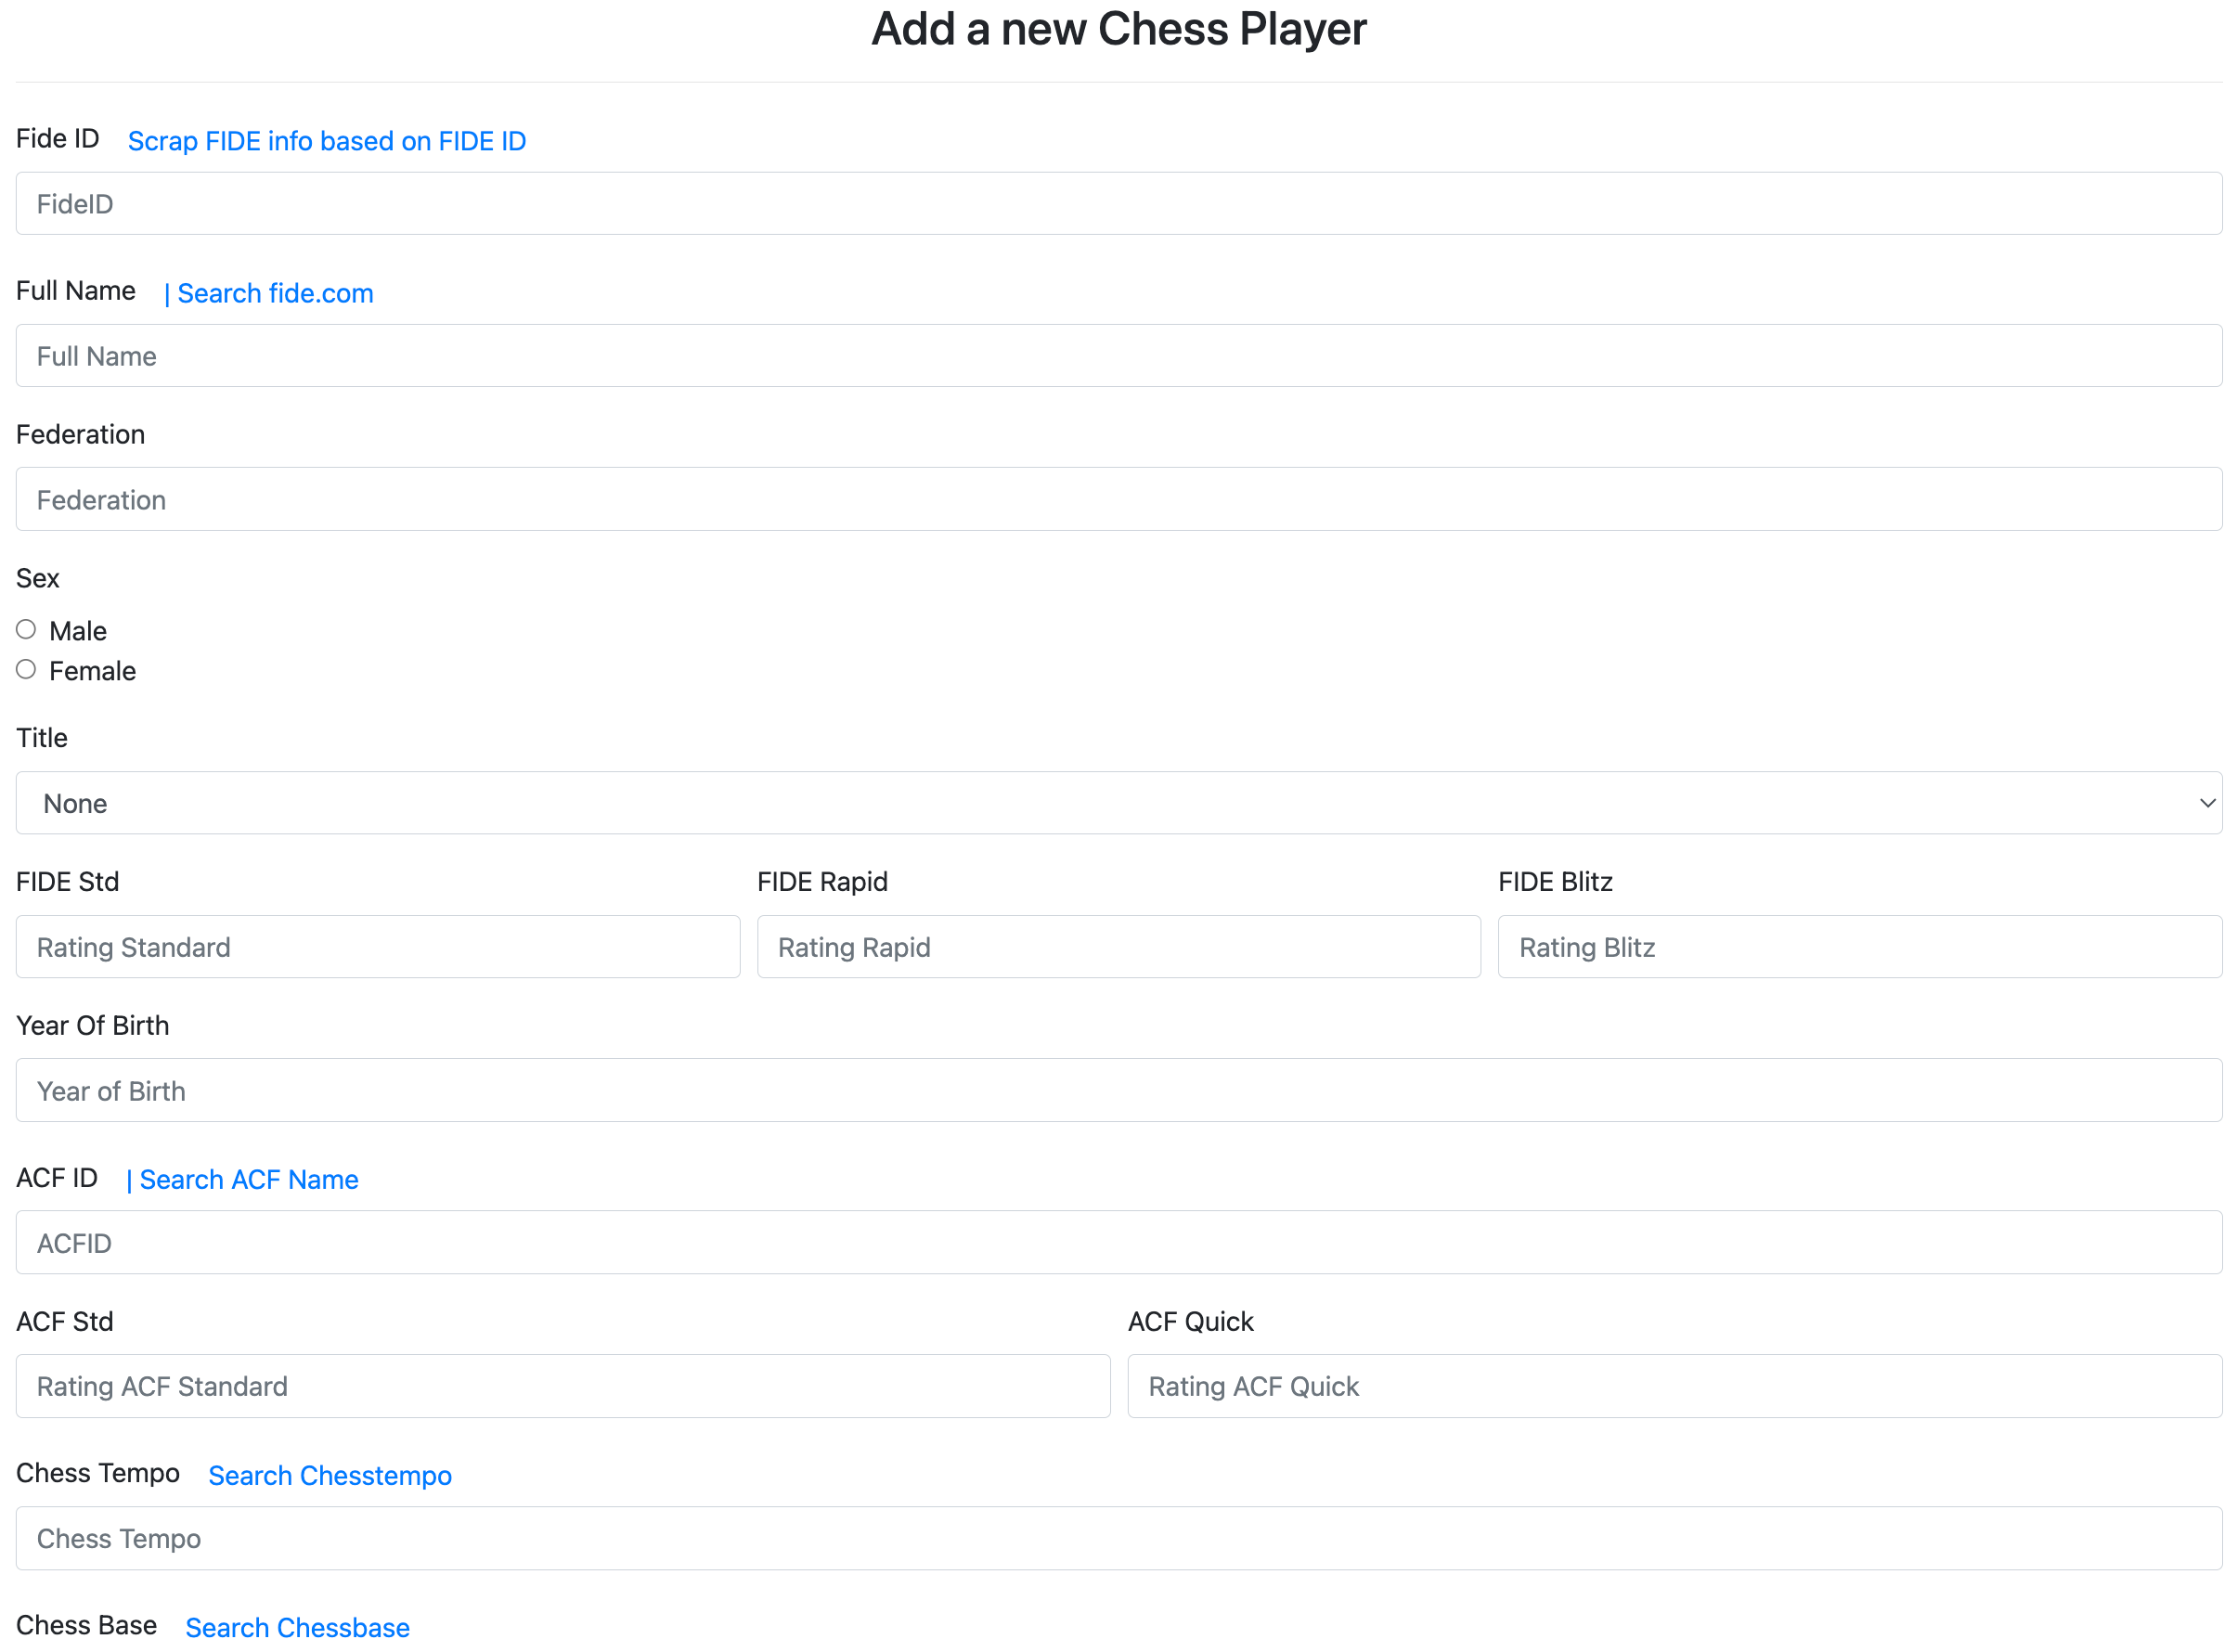 Add a new Chess Player
Fide ID Scrap FIDE info based on FIDE ID
FideID
Full Name | Search fide.com
Full Name
Federation
Federation
Sex
Male
Female
Title
None
FIDE Std FIDE Rapid FIDE Blitz
Rating Standard Rating Rapid Rating Blitz
Year Of Birth
Year of Birth
ACF ID | Search ACF Name
ACFID
ACF Std ACF Quick
Rating ACF Standard Rating ACF Quick
Chess Tempo Search Chesstempo
Chess Tempo
Chess Base Search Chessbase